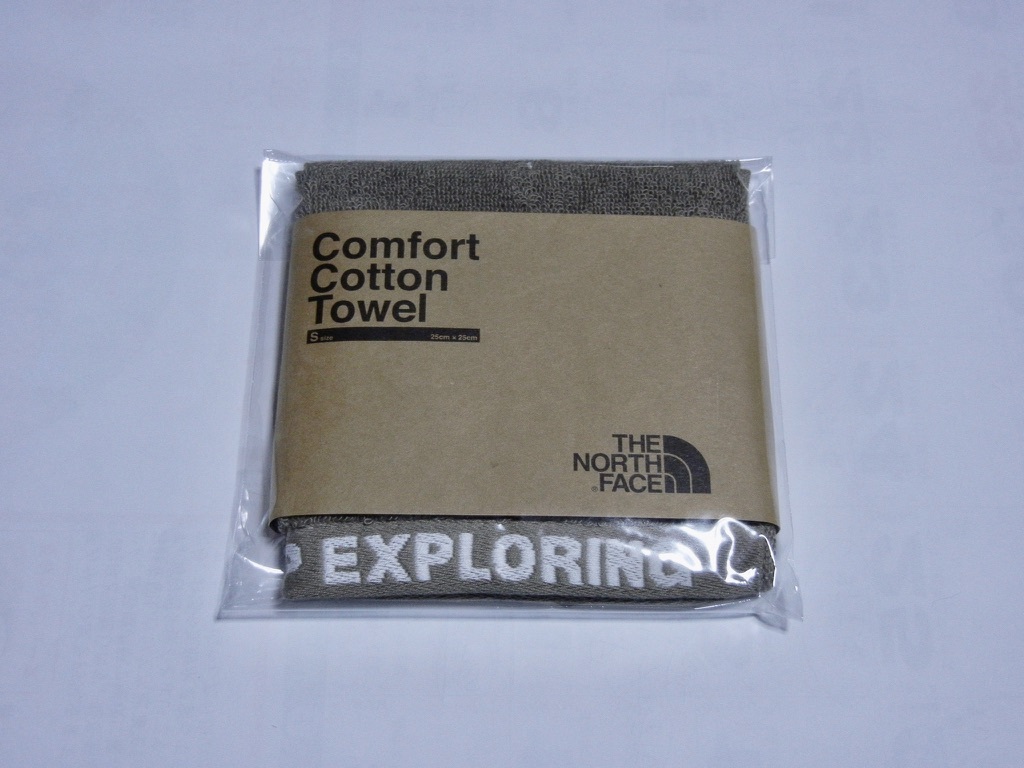 Comfort
Cotton
Towel
S size 25cm x 25cm
THE
NORTH
FACE
EXPLORING